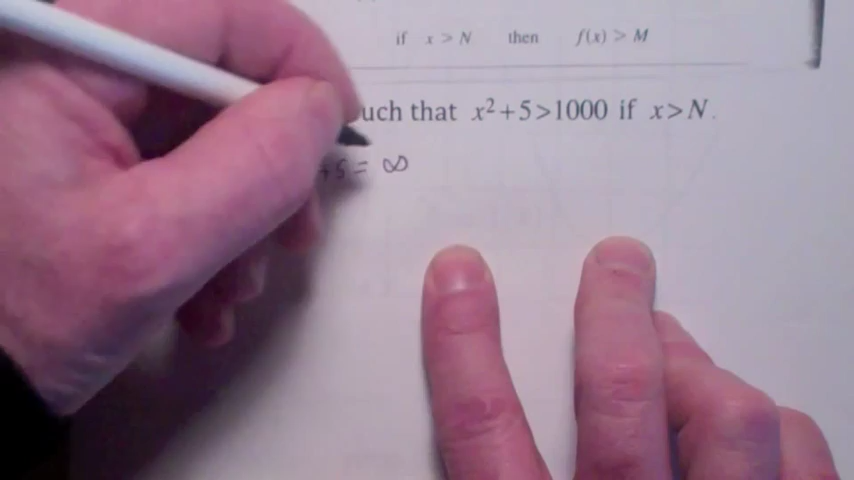 if x > N then f(x) > M
uch that x²+5>1000 if x>N.
+5 = ∞